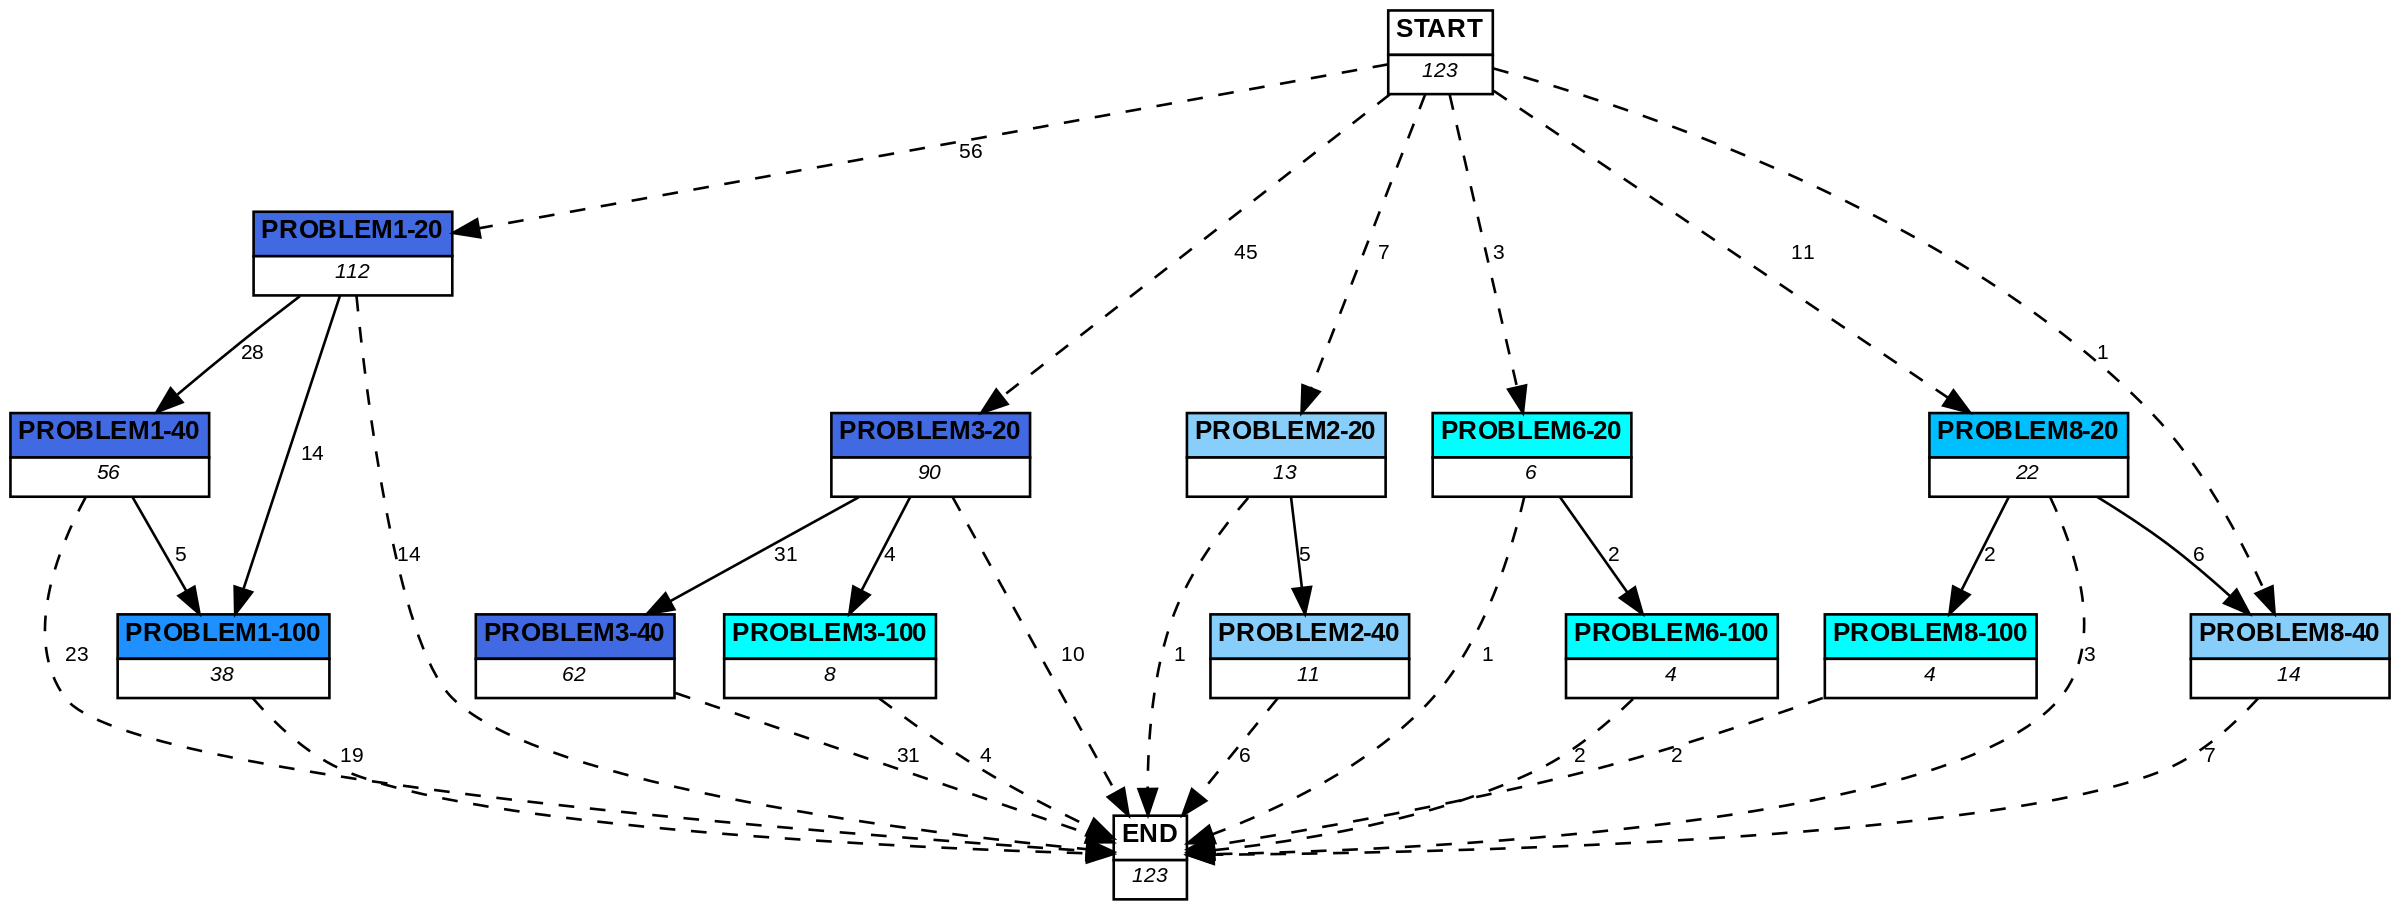 START
123
56
PROBLEM1-20
112
45
7
3
11
1
28
14
PROBLEM1-40
56
PROBLEM3-20
90
PROBLEM2-20
13
PROBLEM6-20
6
PROBLEM8-20
22
5
14
31
4
5
2
2
6
PROBLEM1-100
38
PROBLEM3-40
62
PROBLEM3-100
8
PROBLEM2-40
11
PROBLEM6-100
4
PROBLEM8-100
4
PROBLEM8-40
14
23
10
1
1
3
19
31
4
6
2
2
7
END
123